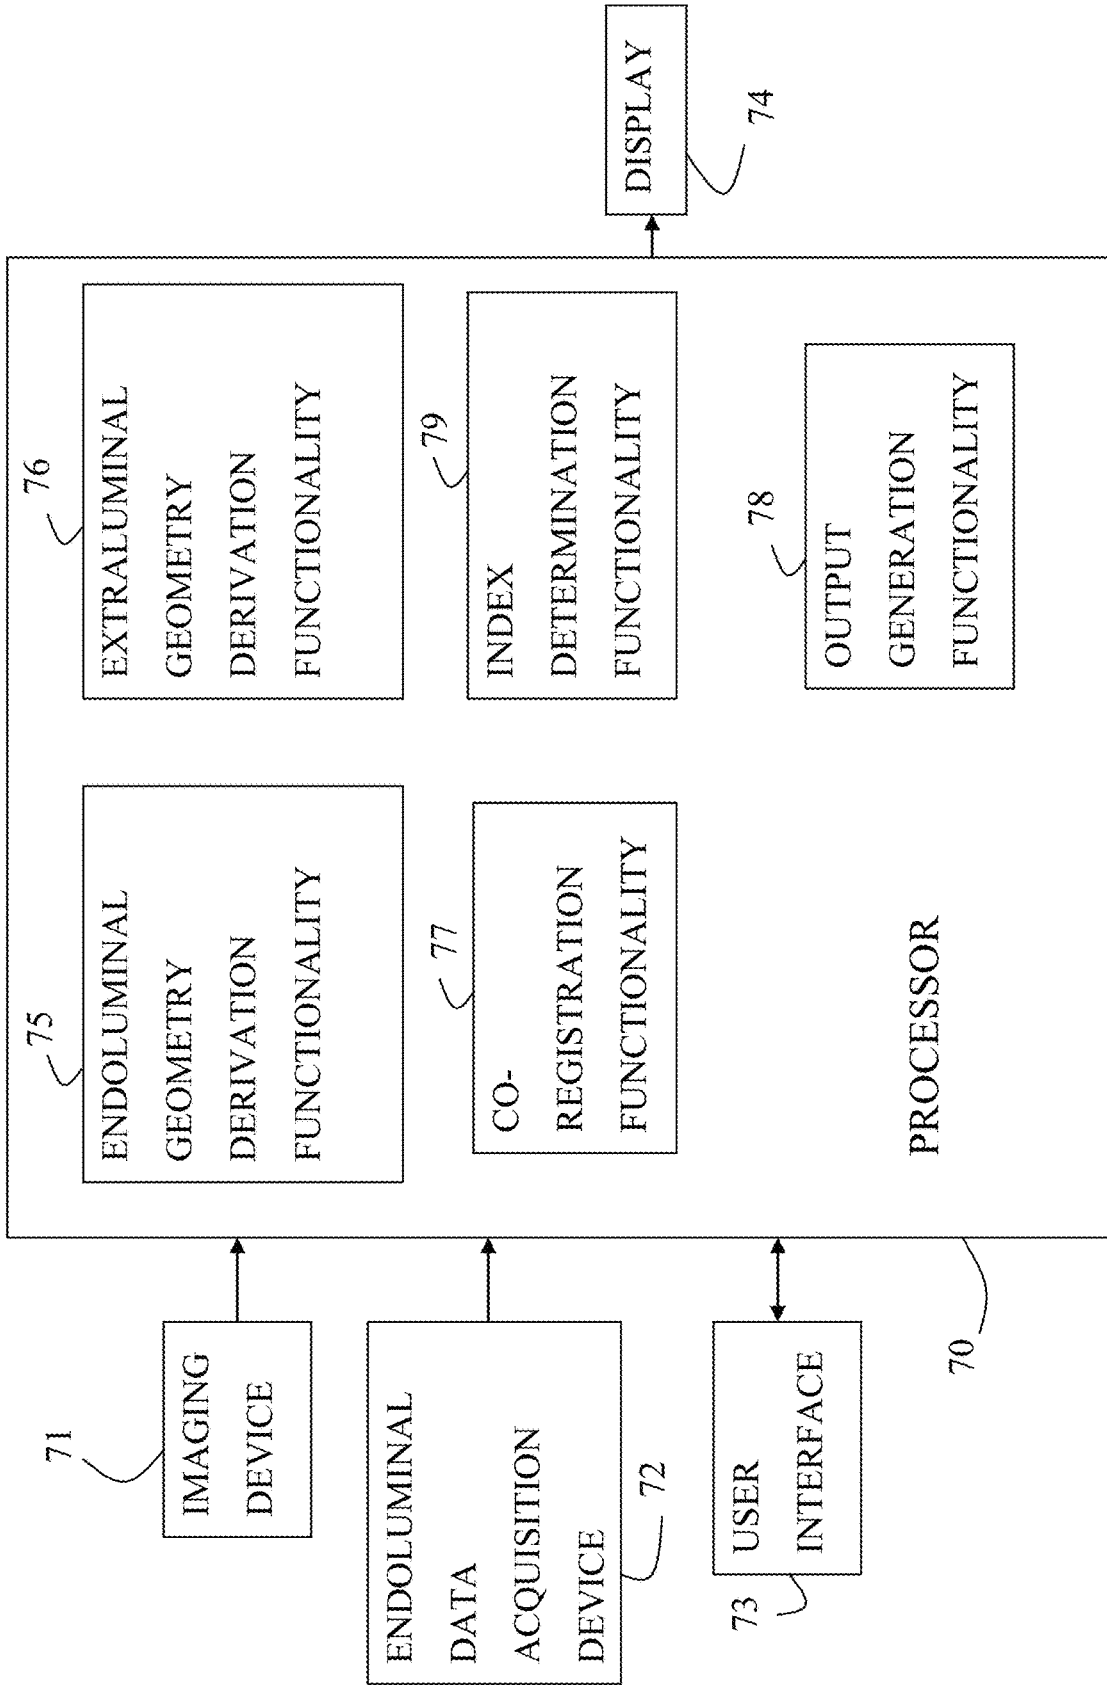 71
IMAGING
DEVICE
ENDOLUMINAL
DATA
ACQUISITION
DEVICE
72
USER
INTERFACE
73
70
75
ENDOLUMINAL
GEOMETRY
DERIVATION
FUNCTIONALITY
76
EXTRALUMINAL
GEOMETRY
DERIVATION
FUNCTIONALITY
77
CO-
REGISTRATION
FUNCTIONALITY
79
INDEX
DETERMINATION
FUNCTIONALITY
78
OUTPUT
GENERATION
FUNCTIONALITY
PROCESSOR
DISPLAY
74